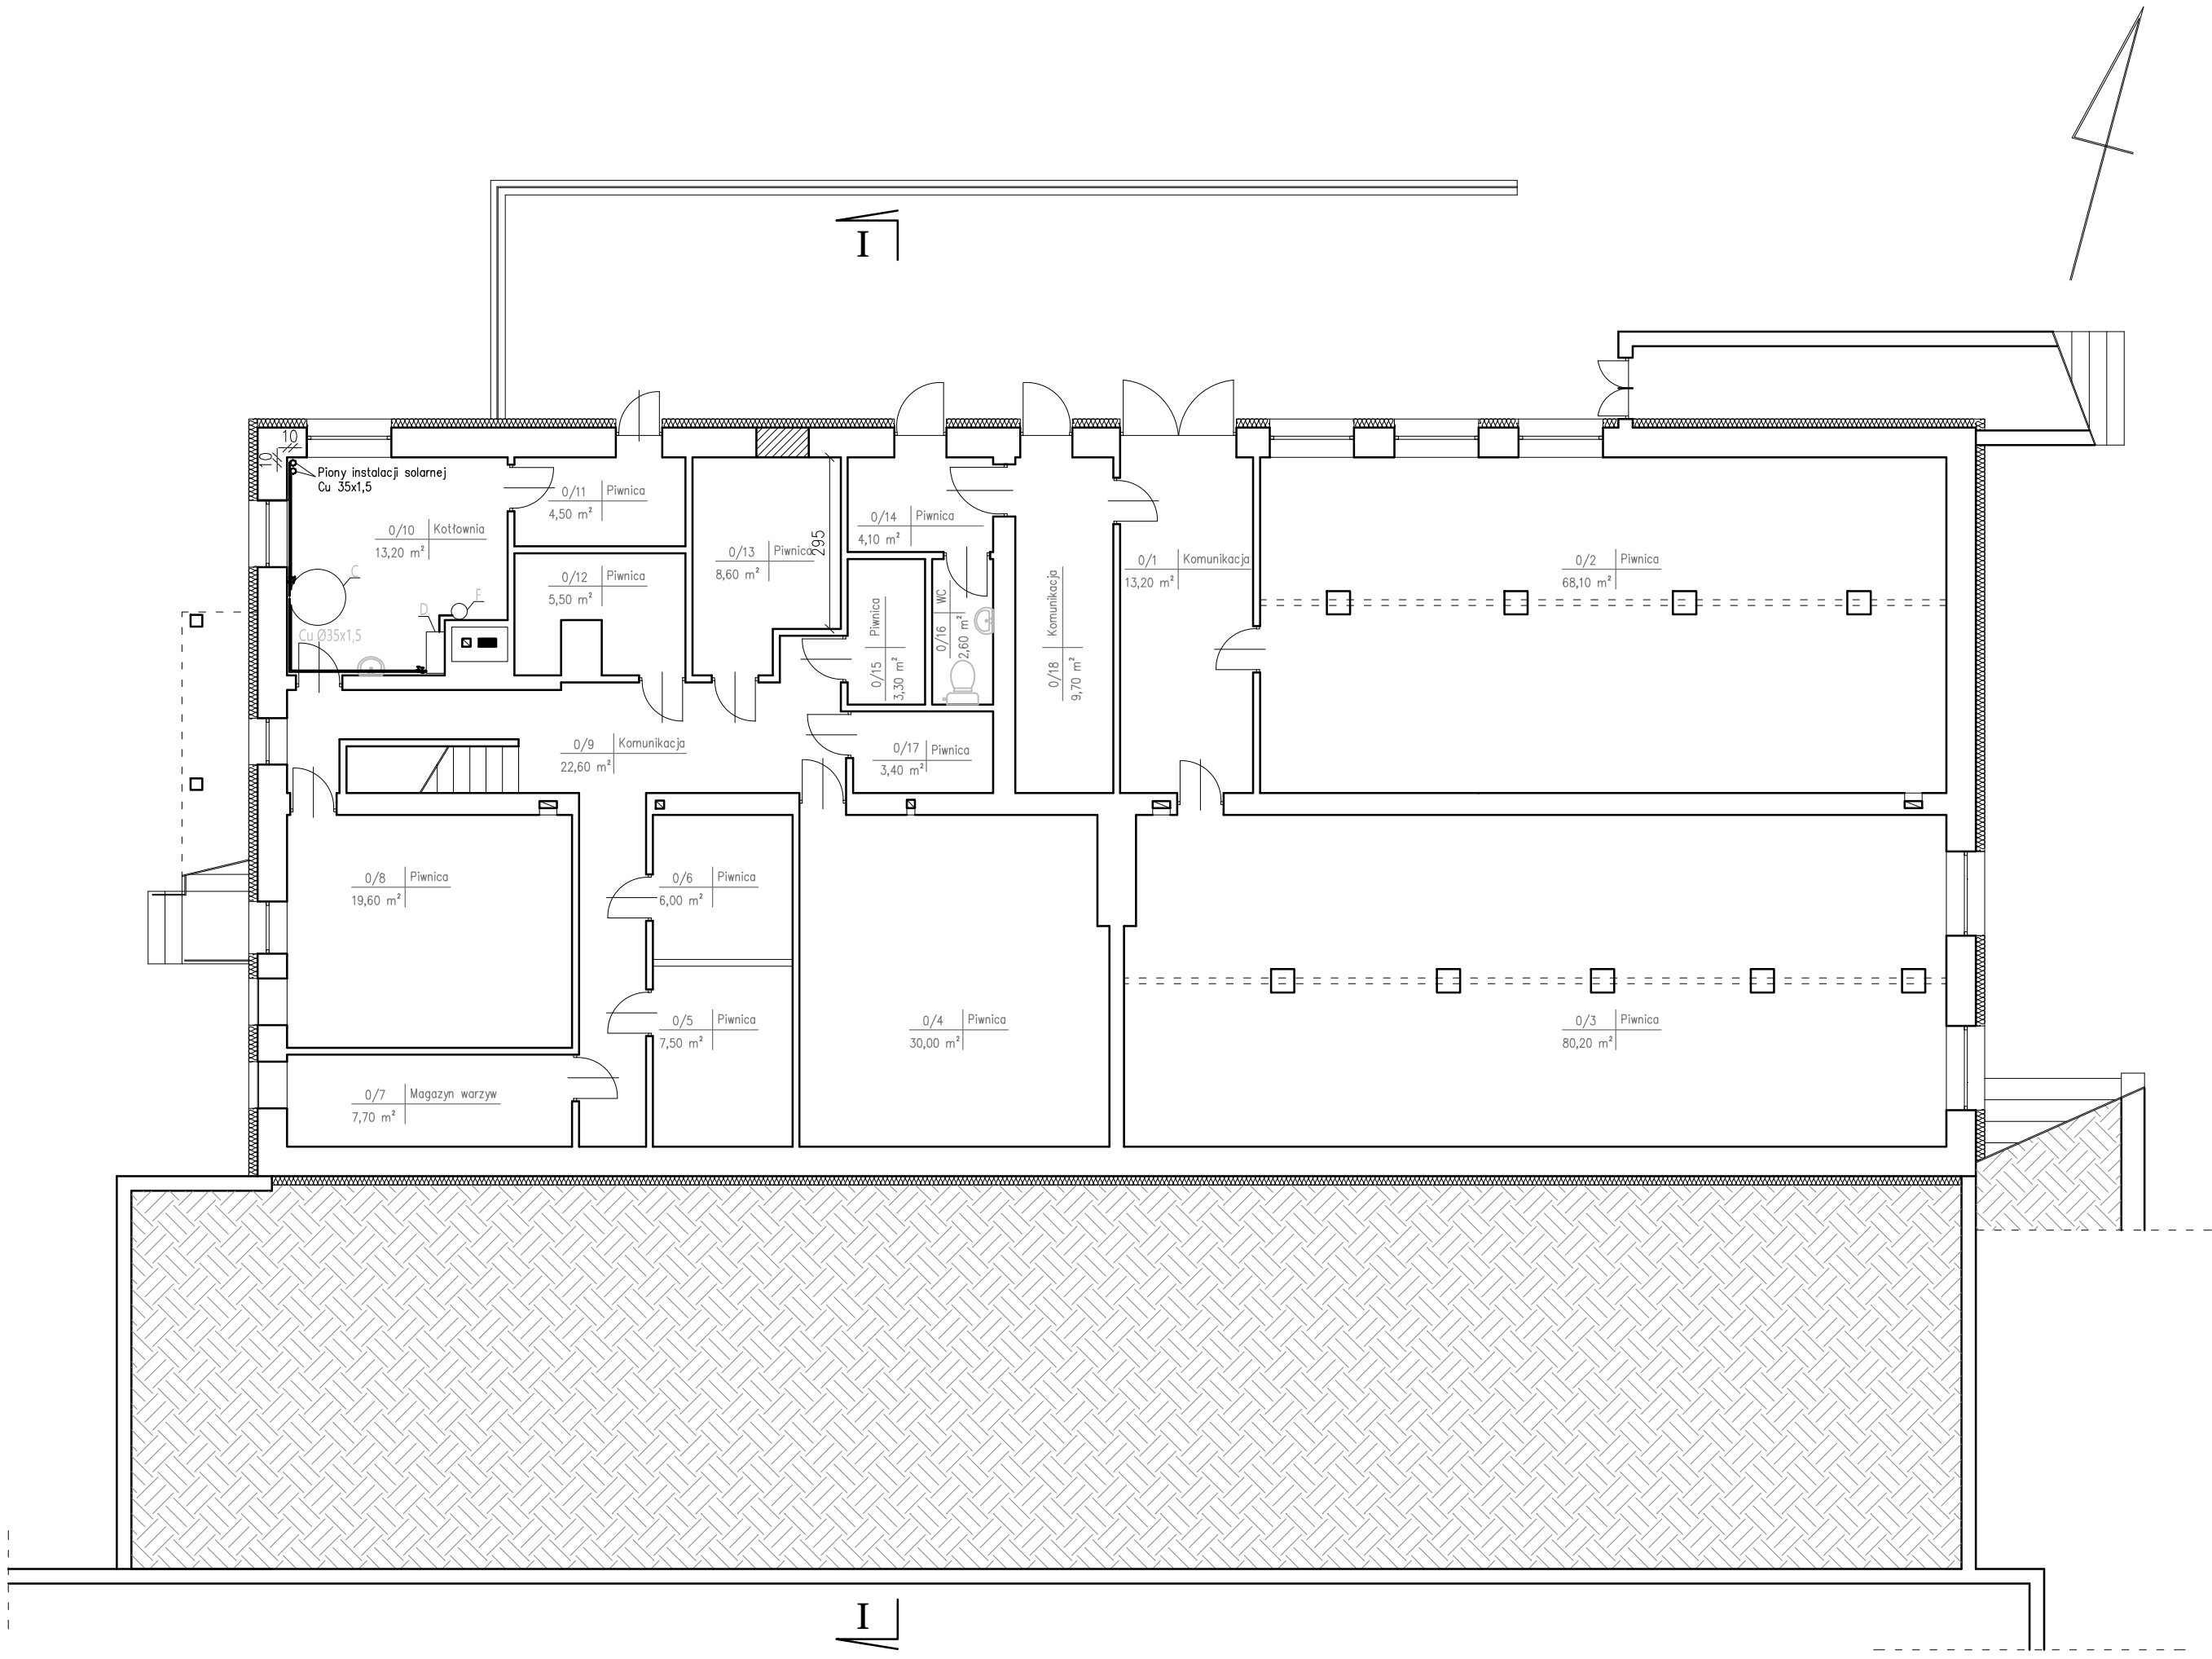 I
10
10
Piony instalacji solarnej
Cu 35x1,5
0/10 Kotłownia
13,20 m²
0/11 Piwnica
4,50 m²
0/12 Piwnica
5,50 m²
0/13 Piwnica
8,60 m²
295
0/14 Piwnica
4,10 m²
0/15 Piwnica
3,30 m²
0/16 WC
2,60 m²
0/18 Komunikacja
9,70 m²
0/1 Komunikacja
13,20 m²
0/2 Piwnica
68,10 m²
C
D
E
Cu Ø35x1,5
0/9 Komunikacja
22,60 m²
0/17 Piwnica
3,40 m²
0/8 Piwnica
19,60 m²
0/6 Piwnica
6,00 m²
0/5 Piwnica
7,50 m²
0/4 Piwnica
30,00 m²
0/3 Piwnica
80,20 m²
0/7 Magazyn warzyw
7,70 m²
I